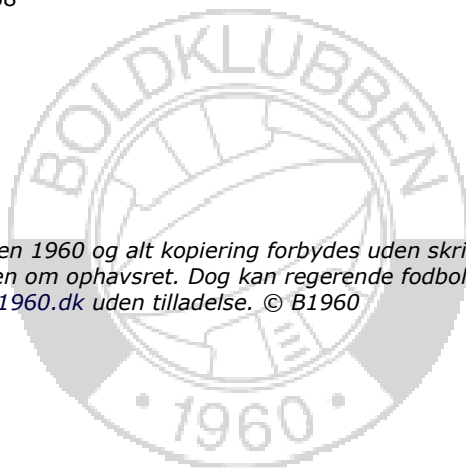 BOLDKLUBBEN
en 1960 og alt kopiering forbydes uden skri
en om ophavsret. Dog kan regerende fodbol
1960.dk uden tilladelse. © B1960
• 1960 •